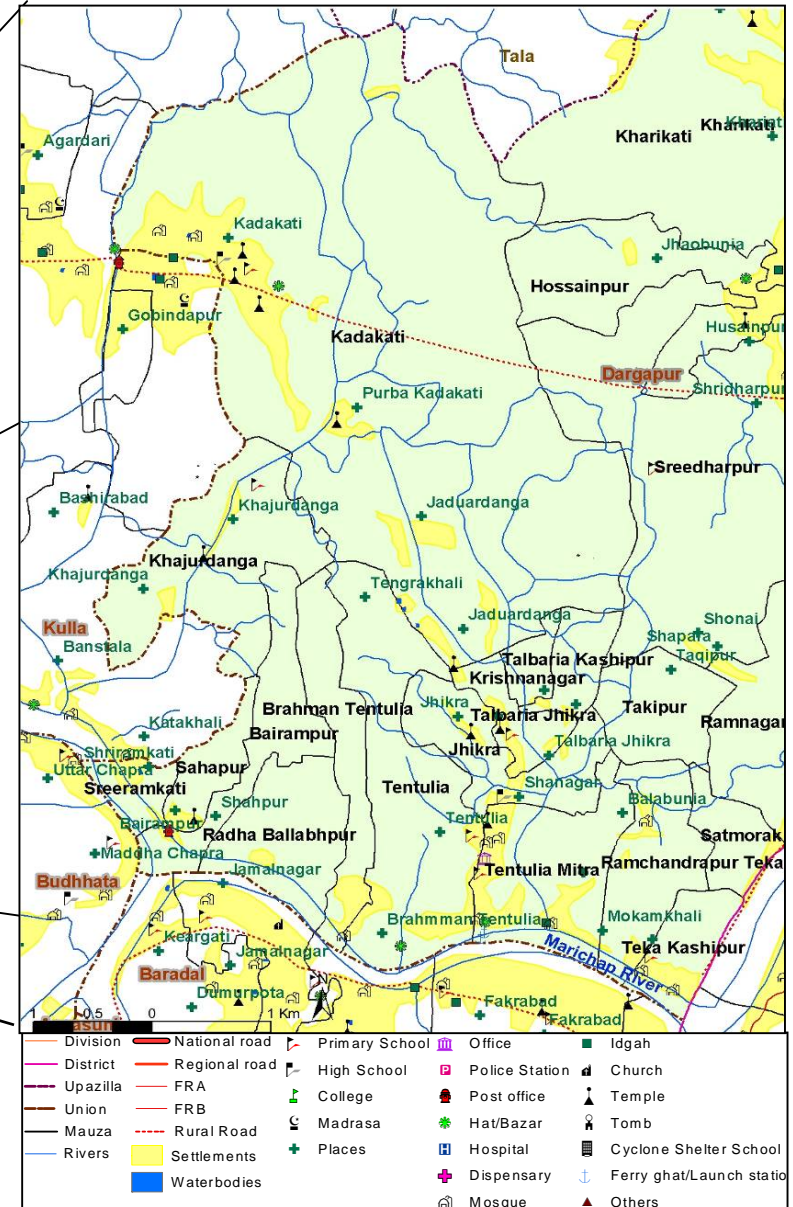 Tala
Kharikati
Kharikati
Agardari
Kadakati
Jhaobunia
Hossainpur
Gobindapur
Husainpur
Kadakati
Dargapur
Purba Kadakati
Shridharpur
Sreedharpur
Bashirabad
Khajurdanga
Jaduardanga
Khajurdanga
Khajurdanga
Tengrakhali
Kulla
Jaduardanga
Shonai
Shapara
Banstala
Talbaria Kashipur
Taqipur
Krishnanagar
Brahman Tentulia
Jhikra
Talbaria Jhikra
Takipur
Ramnagar
Katakhali
Bairampur
Jhikra
Talbaria Jhikra
Shriramkati
Uttar Chapra
Sahapur
Sreeramkati
Tentulia
Shanagar
Shahpur
Balabunia
Bairampur
Radha Ballabhpur
Tentulia
Satmorak
Maddha Chapra
Ramchandrapur Teka
Jamalnagar
Tentulia Mitra
Budhhata
Brahmman Tentulia
Mokamkhali
Keargati
Jamalnagar
Marichap River
Teka Kashipur
Baradal
Dumurpota
Fakrabad
Fakrabad
1 0.5 0 1 Km
Division
National road
Primary School
Office
Idgah
District
Regional road
High School
P Police Station
Church
Upazilla
FRA
College
Post office
Temple
Union
FRB
Madrasa
Hat/Bazar
Tomb
Mauza
Rural Road
Places
H Hospital
Cyclone Shelter School
Rivers
Settlements
Dispensary
Ferry ghat/Launch statio
Waterbodies
Mosque
Others